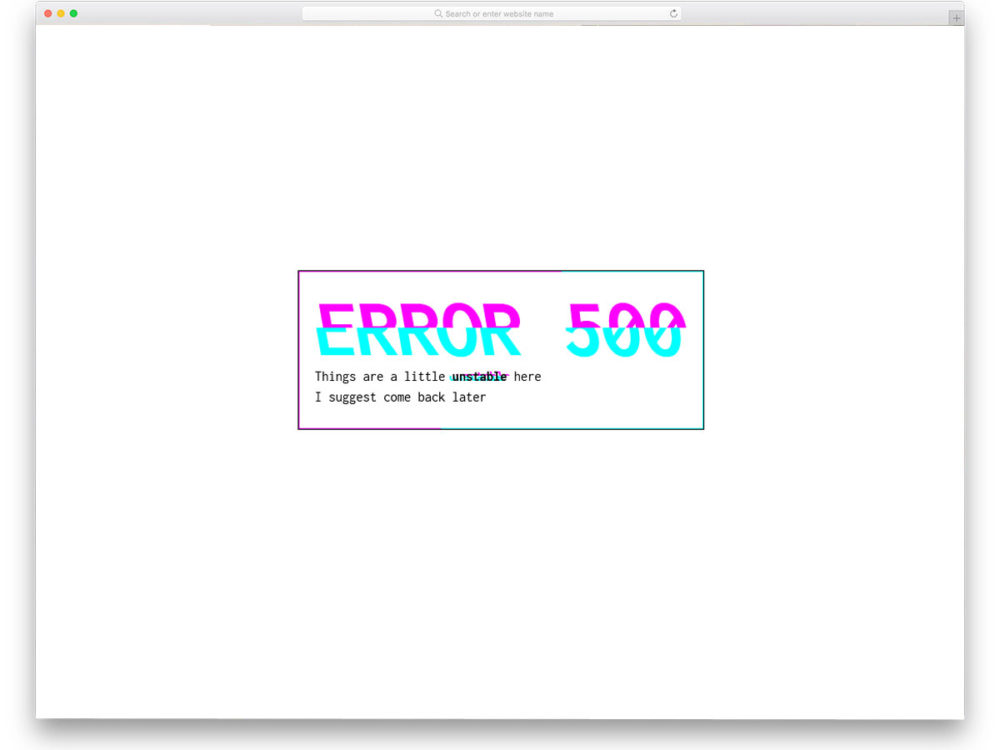 Search or enter website name
ERROR 500
Things are a little unstable here
I suggest come back later